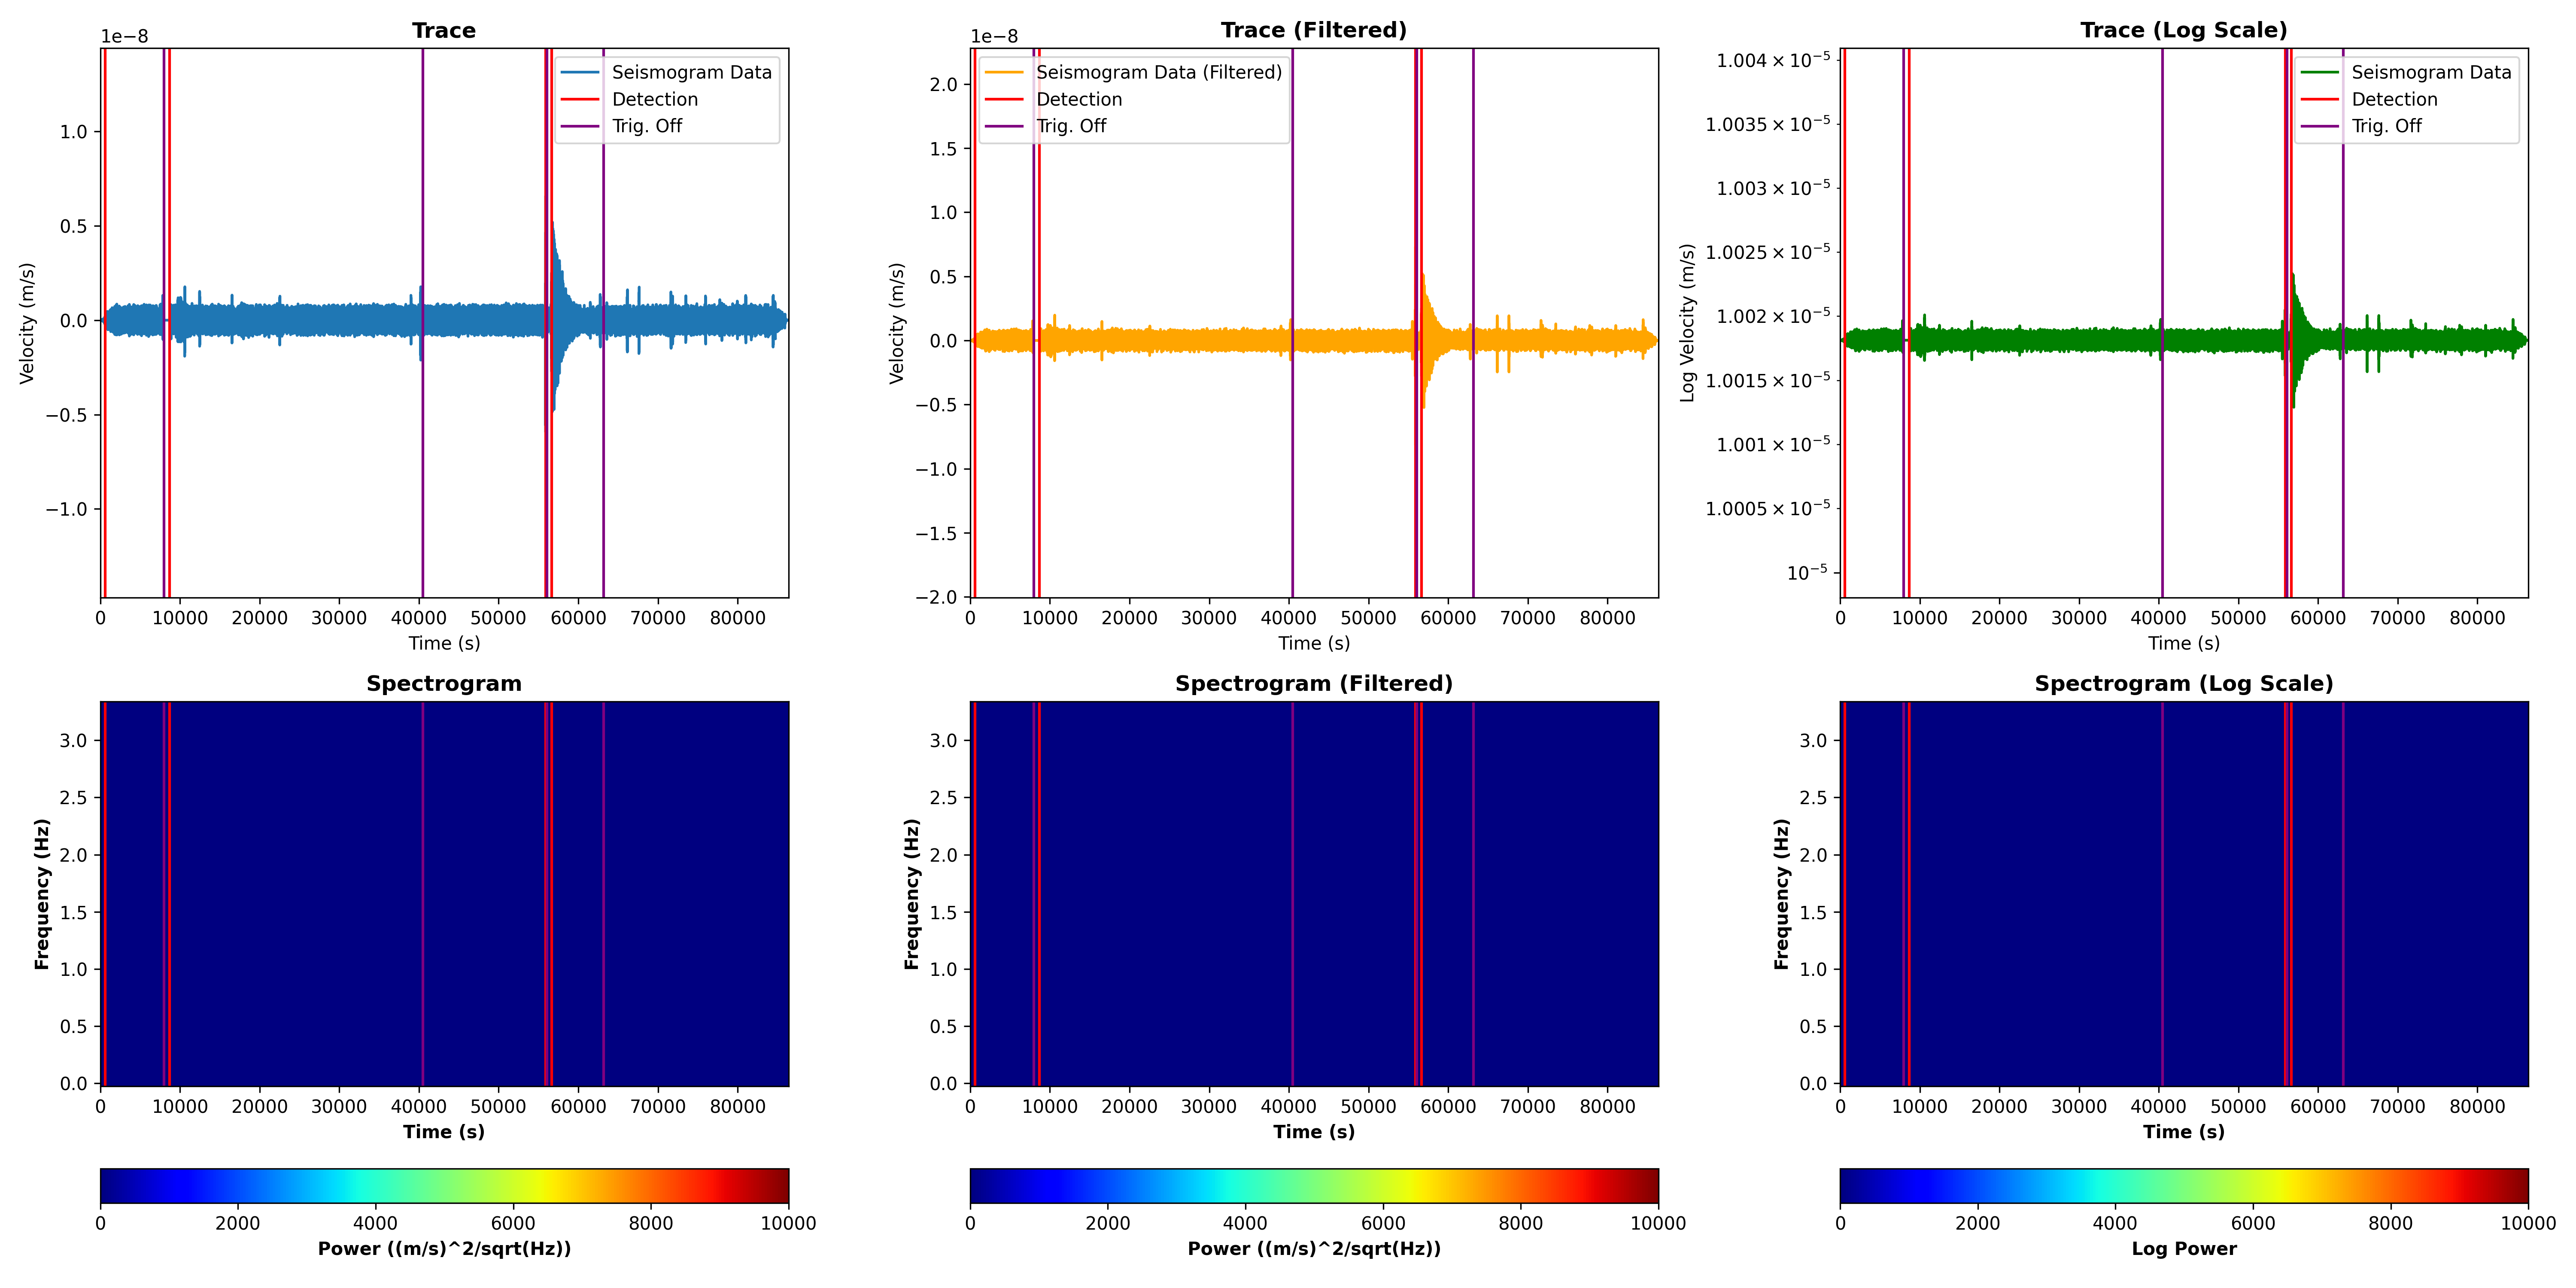 Trace
1e−8
Seismogram Data
Detection
Trig. Off
1.0
0.5
0.0
−0.5
−1.0
Velocity (m/s)
0 10000 20000 30000 40000 50000 60000 70000 80000
Time (s)
Trace (Filtered)
1e−8
Seismogram Data (Filtered)
Detection
Trig. Off
2.0
1.5
1.0
0.5
0.0
−0.5
−1.0
−1.5
−2.0
Velocity (m/s)
0 10000 20000 30000 40000 50000 60000 70000 80000
Time (s)
Trace (Log Scale)
Seismogram Data
Detection
Trig. Off
1.004 × 10⁻⁵
1.0035 × 10⁻⁵
1.003 × 10⁻⁵
1.0025 × 10⁻⁵
1.002 × 10⁻⁵
1.0015 × 10⁻⁵
1.001 × 10⁻⁵
1.0005 × 10⁻⁵
10⁻⁵
Log Velocity (m/s)
0 10000 20000 30000 40000 50000 60000 70000 80000
Time (s)
Spectrogram
3.0
2.5
2.0
1.5
1.0
0.5
0.0
Frequency (Hz)
0 10000 20000 30000 40000 50000 60000 70000 80000
Time (s)
0 2000 4000 6000 8000 10000
Power ((m/s)^2/sqrt(Hz))
Spectrogram (Filtered)
3.0
2.5
2.0
1.5
1.0
0.5
0.0
Frequency (Hz)
0 10000 20000 30000 40000 50000 60000 70000 80000
Time (s)
0 2000 4000 6000 8000 10000
Power ((m/s)^2/sqrt(Hz))
Spectrogram (Log Scale)
3.0
2.5
2.0
1.5
1.0
0.5
0.0
Frequency (Hz)
0 10000 20000 30000 40000 50000 60000 70000 80000
Time (s)
0 2000 4000 6000 8000 10000
Log Power